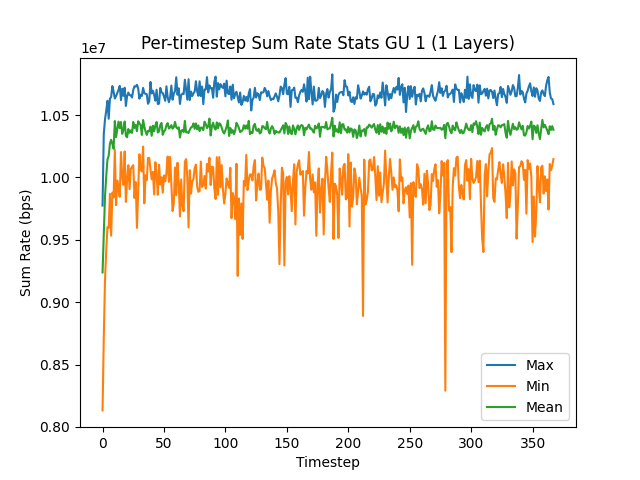 Per-timestep Sum Rate Stats GU 1 (1 Layers)
1e7
1.05
1.00
0.95
0.90
0.85
0.80
Sum Rate (bps)
0
50
100
150
200
250
300
350
Timestep
Max
Min
Mean